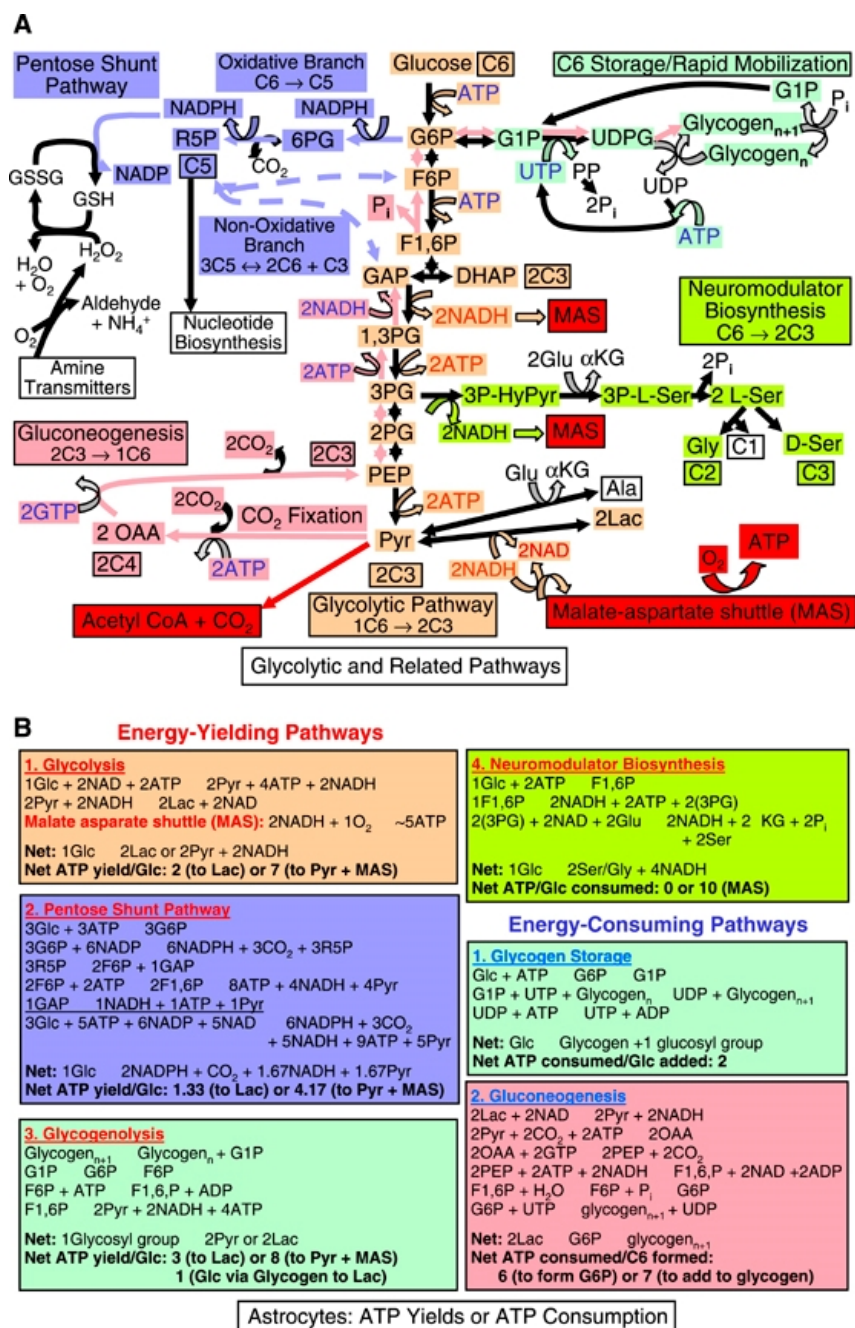 A
Pentose Shunt
Pathway
Oxidative Branch
C6 → C5
Glucose C6
C6 Storage/Rapid Mobilization
ATP
G1P
Pi
NADPH
NADPH
R5P
6PG
G6P
G1P
UDPG
Glycogenn+1
Glycogenn
CO2
NADP
C5
GSSG
GSH
F6P
UTP
PP
2Pi
UDP
ATP
Pi
ATP
Non-Oxidative
Branch
3C5 ↔ 2C6 + C3
F1,6P
H2O
+ O2
H2O2
GAP
DHAP
2C3
Neuromodulator
Biosynthesis
C6 → 2C3
Aldehyde
+ NH4+
O2
2NADH
2NADH
MAS
Nucleotide
Biosynthesis
1,3PG
Amine
Transmitters
2ATP
2ATP
2Glu
αKG
2Pi
3PG
3P-HyPyr
3P-L-Ser
2 L-Ser
Gluconeogenesis
2C3 → 1C6
2CO2
2C3
2PG
2NADH
MAS
Gly
C1
D-Ser
C2
C3
PEP
2GTP
2CO2
2ATP
Glu
αKG
Ala
2 OAA
CO2 Fixation
2Lac
2C4
2ATP
Pyr
2NAD
2NADH
O2
ATP
2C3
Acetyl CoA + CO2
Glycolytic Pathway
1C6 → 2C3
Malate-aspartate shuttle (MAS)
Glycolytic and Related Pathways
B
Energy-Yielding Pathways
1. Glycolysis
1Glc + 2NAD + 2ATP 2Pyr + 4ATP + 2NADH
2Pyr + 2NADH 2Lac + 2NAD
Malate asparate shuttle (MAS): 2NADH + 1O2 ~5ATP
Net: 1Glc 2Lac or 2Pyr + 2NADH
Net ATP yield/Glc: 2 (to Lac) or 7 (to Pyr + MAS)
2. Pentose Shunt Pathway
3Glc + 3ATP 3G6P
3G6P + 6NADP 6NADPH + 3CO2 + 3R5P
3R5P 2F6P + 1GAP
2F6P + 2ATP 2F1,6P 8ATP + 4NADH + 4Pyr
1GAP 1NADH + 1ATP + 1Pyr
3Glc + 5ATP + 6NADP + 5NAD 6NADPH + 3CO2
+ 5NADH + 9ATP + 5Pyr
Net: 1Glc 2NADPH + CO2 + 1.67NADH + 1.67Pyr
Net ATP yield/Glc: 1.33 (to Lac) or 4.17 (to Pyr + MAS)
3. Glycogenolysis
Glycogenn+1 Glycogenn + G1P
G1P G6P F6P
F6P + ATP F1,6,P + ADP
F1,6P 2Pyr + 2NADH + 4ATP
Net: 1Glycosyl group 2Pyr or 2Lac
Net ATP yield/Glc: 3 (to Lac) or 8 (to Pyr + MAS)
1 (Glc via Glycogen to Lac)
4. Neuromodulator Biosynthesis
1Glc + 2ATP F1,6P
1F1,6P 2NADH + 2ATP + 2(3PG)
2(3PG) + 2NAD + 2Glu 2NADH + 2 KG + 2Pi
+ 2Ser
Net: 1Glc 2Ser/Gly + 4NADH
Net ATP/Glc consumed: 0 or 10 (MAS)
Energy-Consuming Pathways
1. Glycogen Storage
Glc + ATP G6P G1P
G1P + UTP + Glycogenn UDP + Glycogenn+1
UDP + ATP UTP + ADP
Net: Glc Glycogen +1 glucosyl group
Net ATP consumed/Glc added: 2
2. Gluconeogenesis
2Lac + 2NAD 2Pyr + 2NADH
2Pyr + 2CO2 + 2ATP 2OAA
2OAA + 2GTP 2PEP + 2CO2
2PEP + 2ATP + 2NADH F1,6,P + 2NAD +2ADP
F1,6P + H2O F6P + Pi G6P
G6P + UTP glycogenn+1 + UDP
Net: 2Lac G6P glycogenn+1
Net ATP consumed/C6 formed:
6 (to form G6P) or 7 (to add to glycogen)
Astrocytes: ATP Yields or ATP Consumption